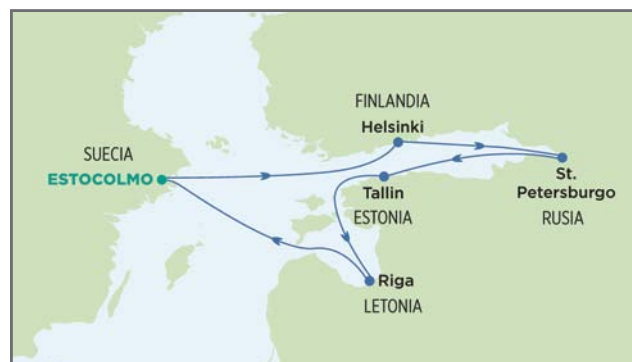 FINLANDIA
Helsinki
SUECIA
ESTOCOLMO
St.
Petersburgo
RUSIA
Tallin
ESTONIA
Riga
LETONIA